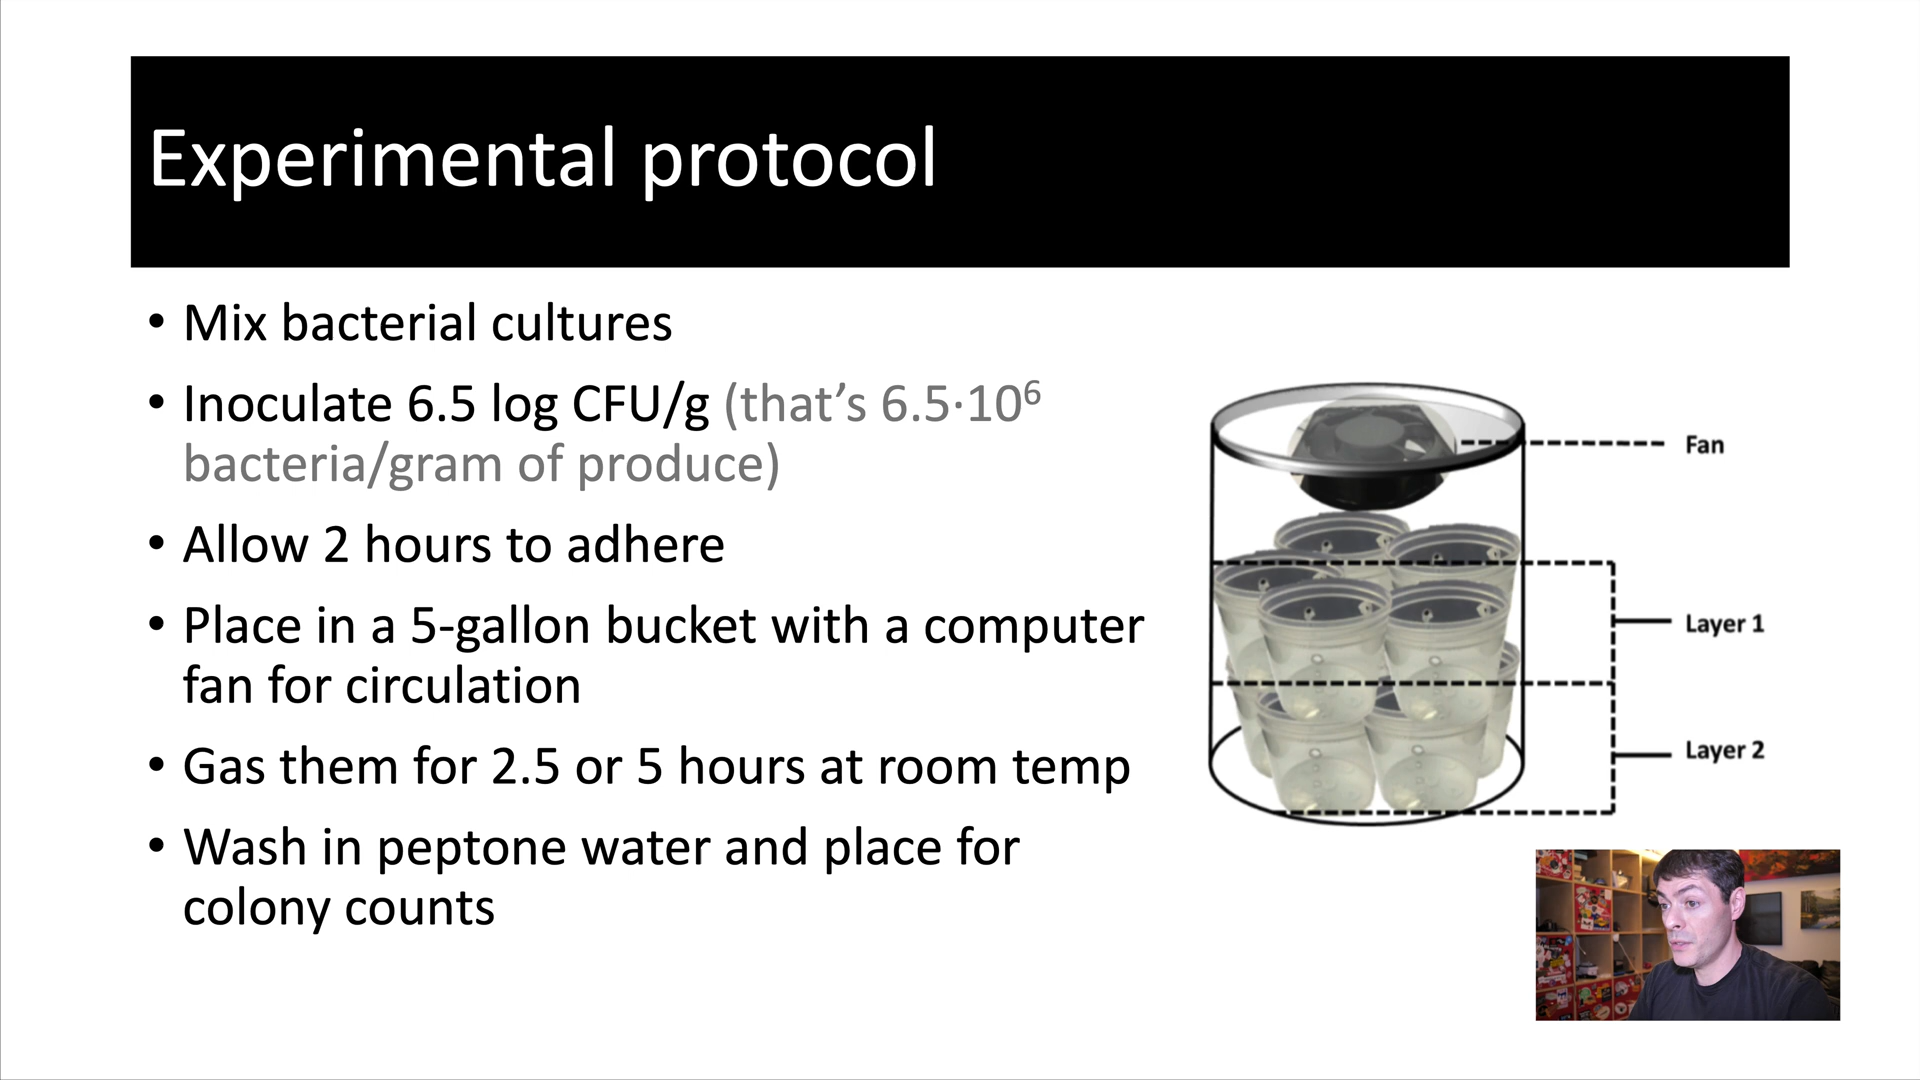 Experimental protocol
• Mix bacterial cultures
• Inoculate 6.5 log CFU/g (that’s 6.5·10⁶
bacteria/gram of produce)
• Allow 2 hours to adhere
• Place in a 5-gallon bucket with a computer
fan for circulation
• Gas them for 2.5 or 5 hours at room temp
• Wash in peptone water and place for
colony counts
Fan
Layer 1
Layer 2